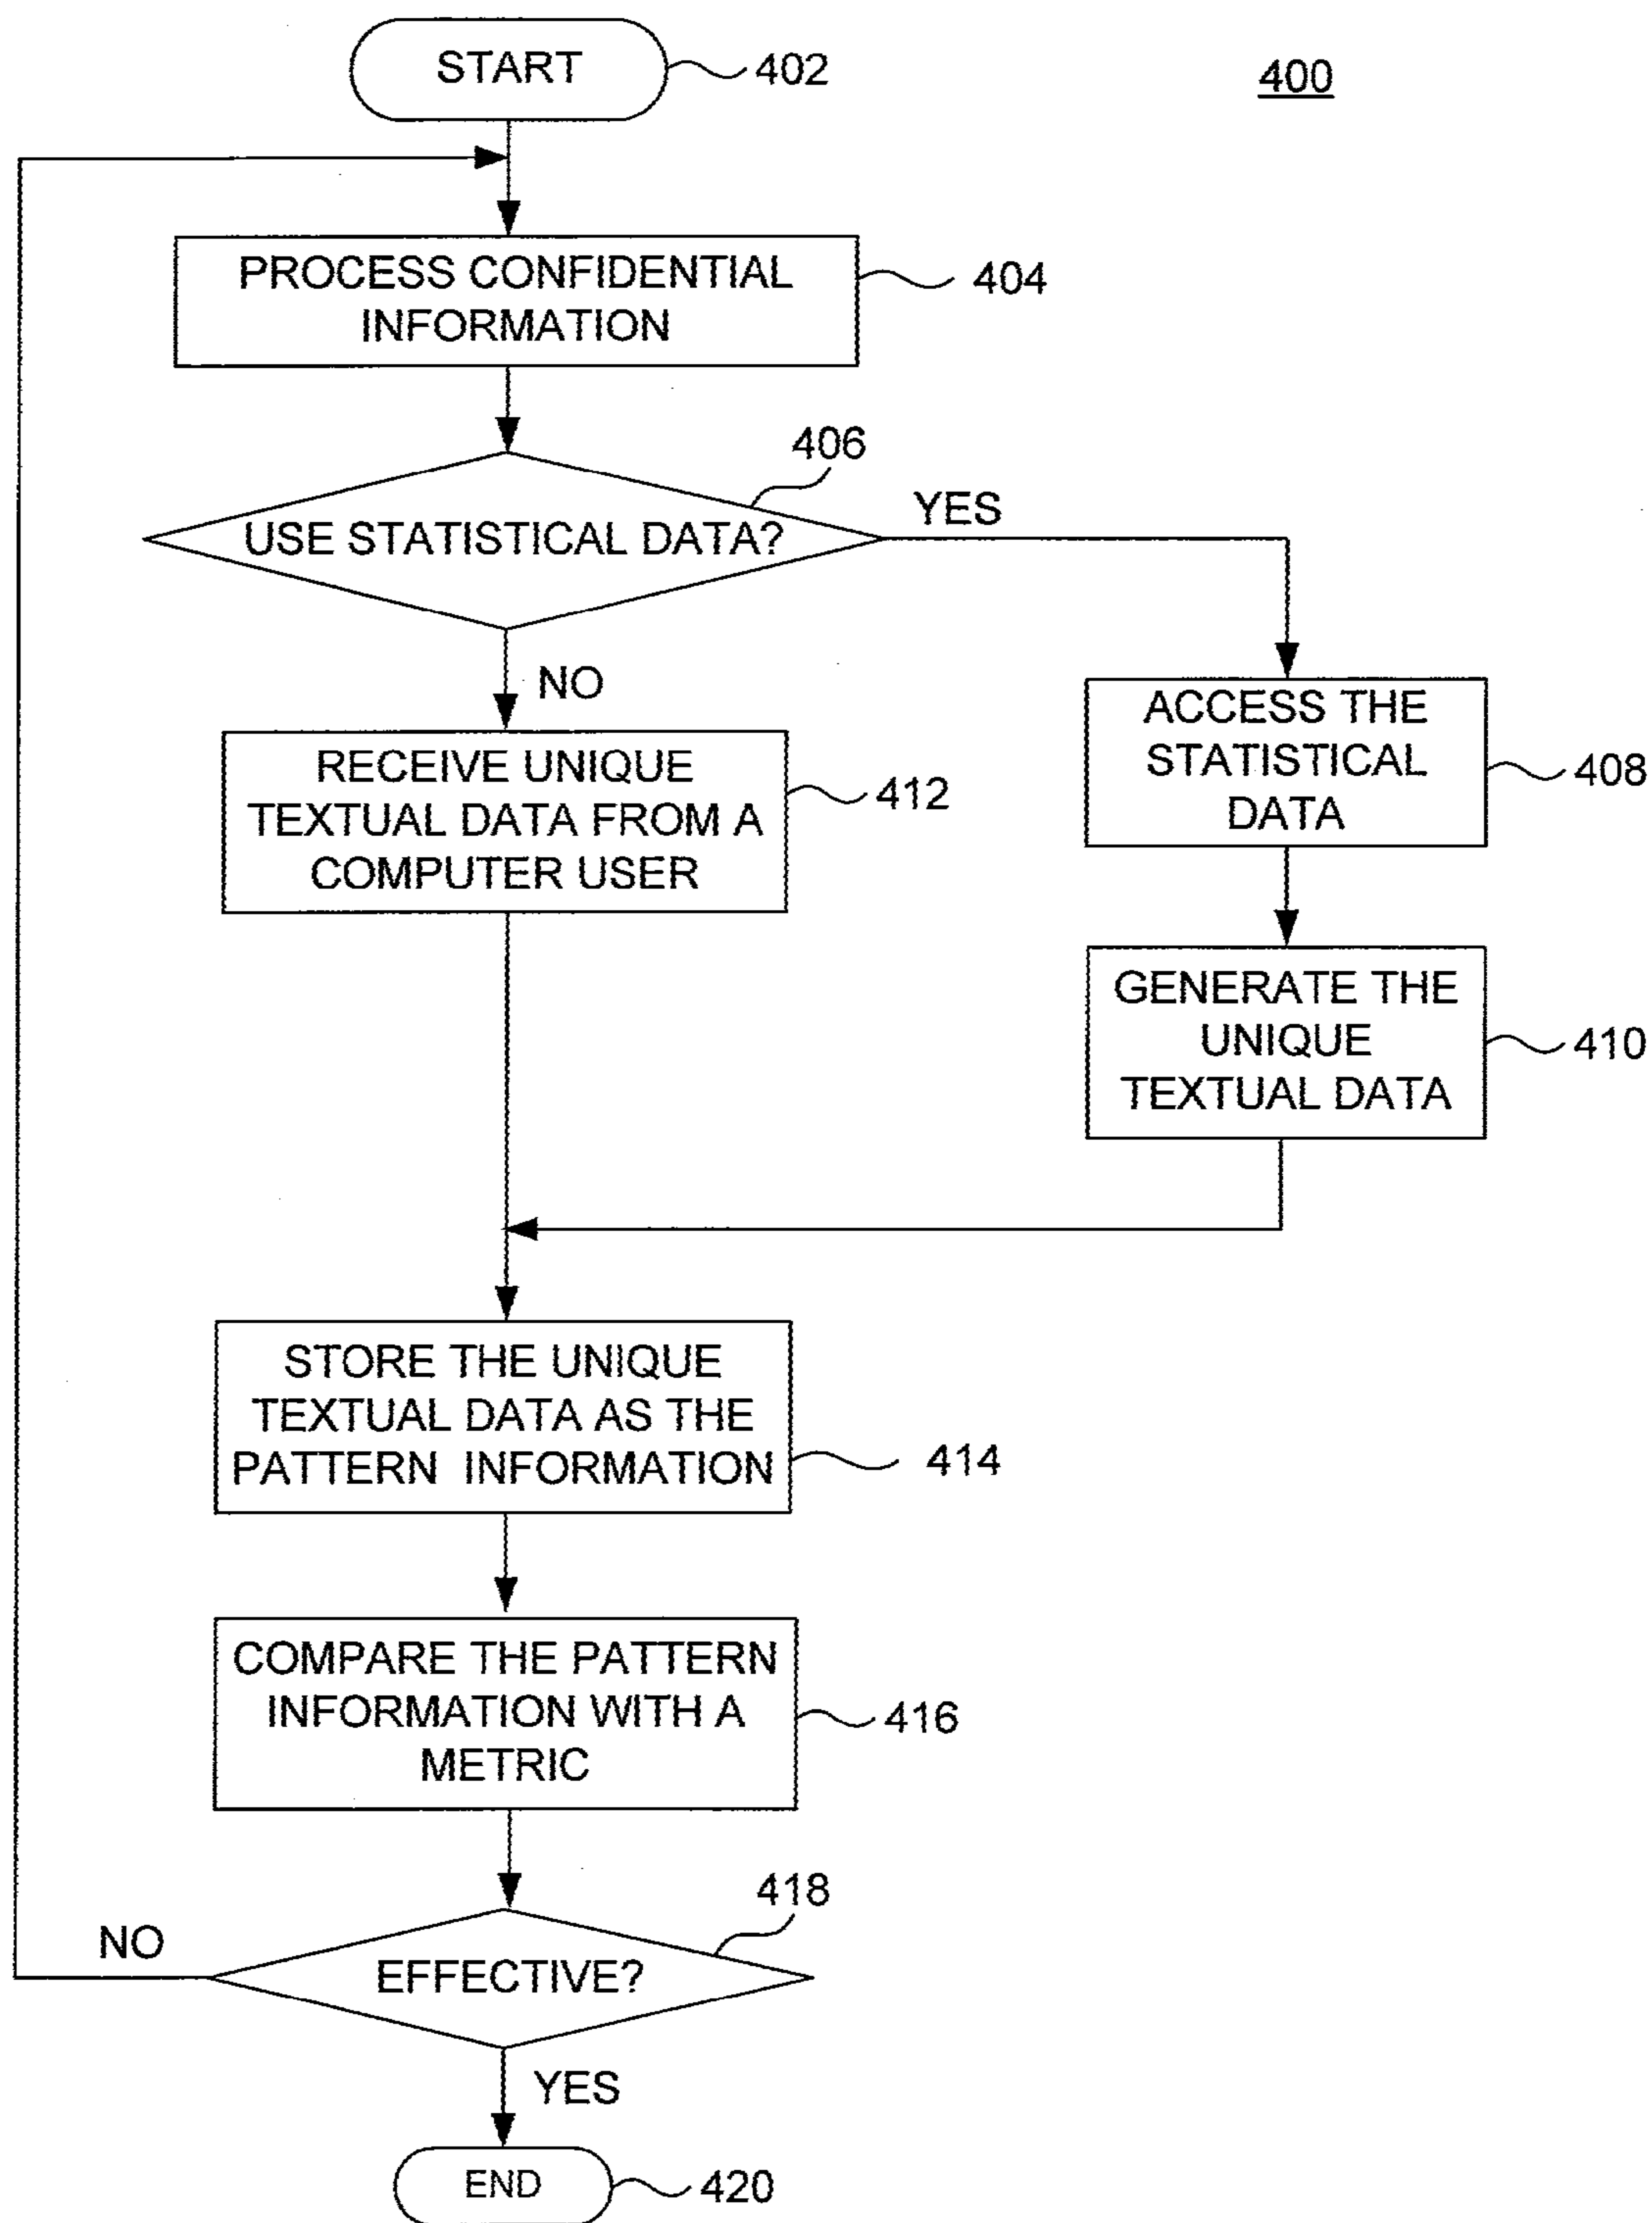 START
402
400
PROCESS CONFIDENTIAL
INFORMATION
404
406
USE STATISTICAL DATA?
YES
NO
RECEIVE UNIQUE
TEXTUAL DATA FROM A
COMPUTER USER
412
ACCESS THE
STATISTICAL
DATA
408
GENERATE THE
UNIQUE
TEXTUAL DATA
410
STORE THE UNIQUE
TEXTUAL DATA AS THE
PATTERN INFORMATION
414
COMPARE THE PATTERN
INFORMATION WITH A
METRIC
416
418
NO
EFFECTIVE?
YES
END
420